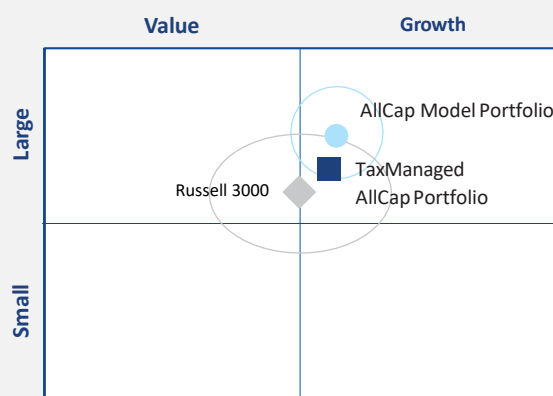 Value
Growth
Large
AllCap Model Portfolio
TaxManaged
AllCap Portfolio
Russell 3000
Small